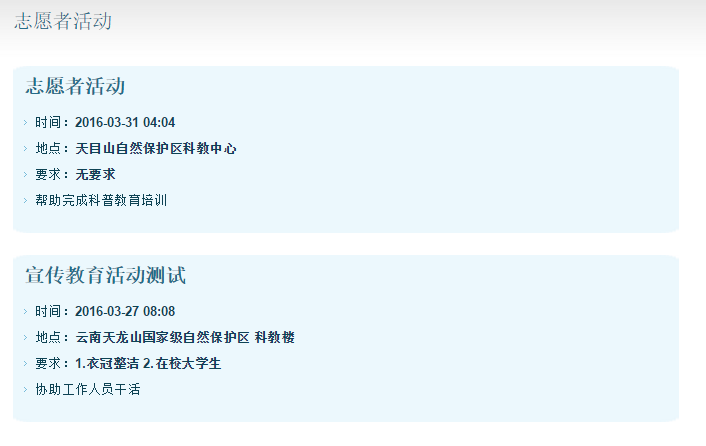 志愿者活动
志愿者活动
时间：2016-03-31 04:04
地点：天目山自然保护区科教中心
要求：无要求
帮助完成科普教育培训
宣传教育活动测试
时间：2016-03-27 08:08
地点：云南天龙山国家级自然保护区 科教楼
要求：1.衣冠整洁 2.在校大学生
协助工作人员干活